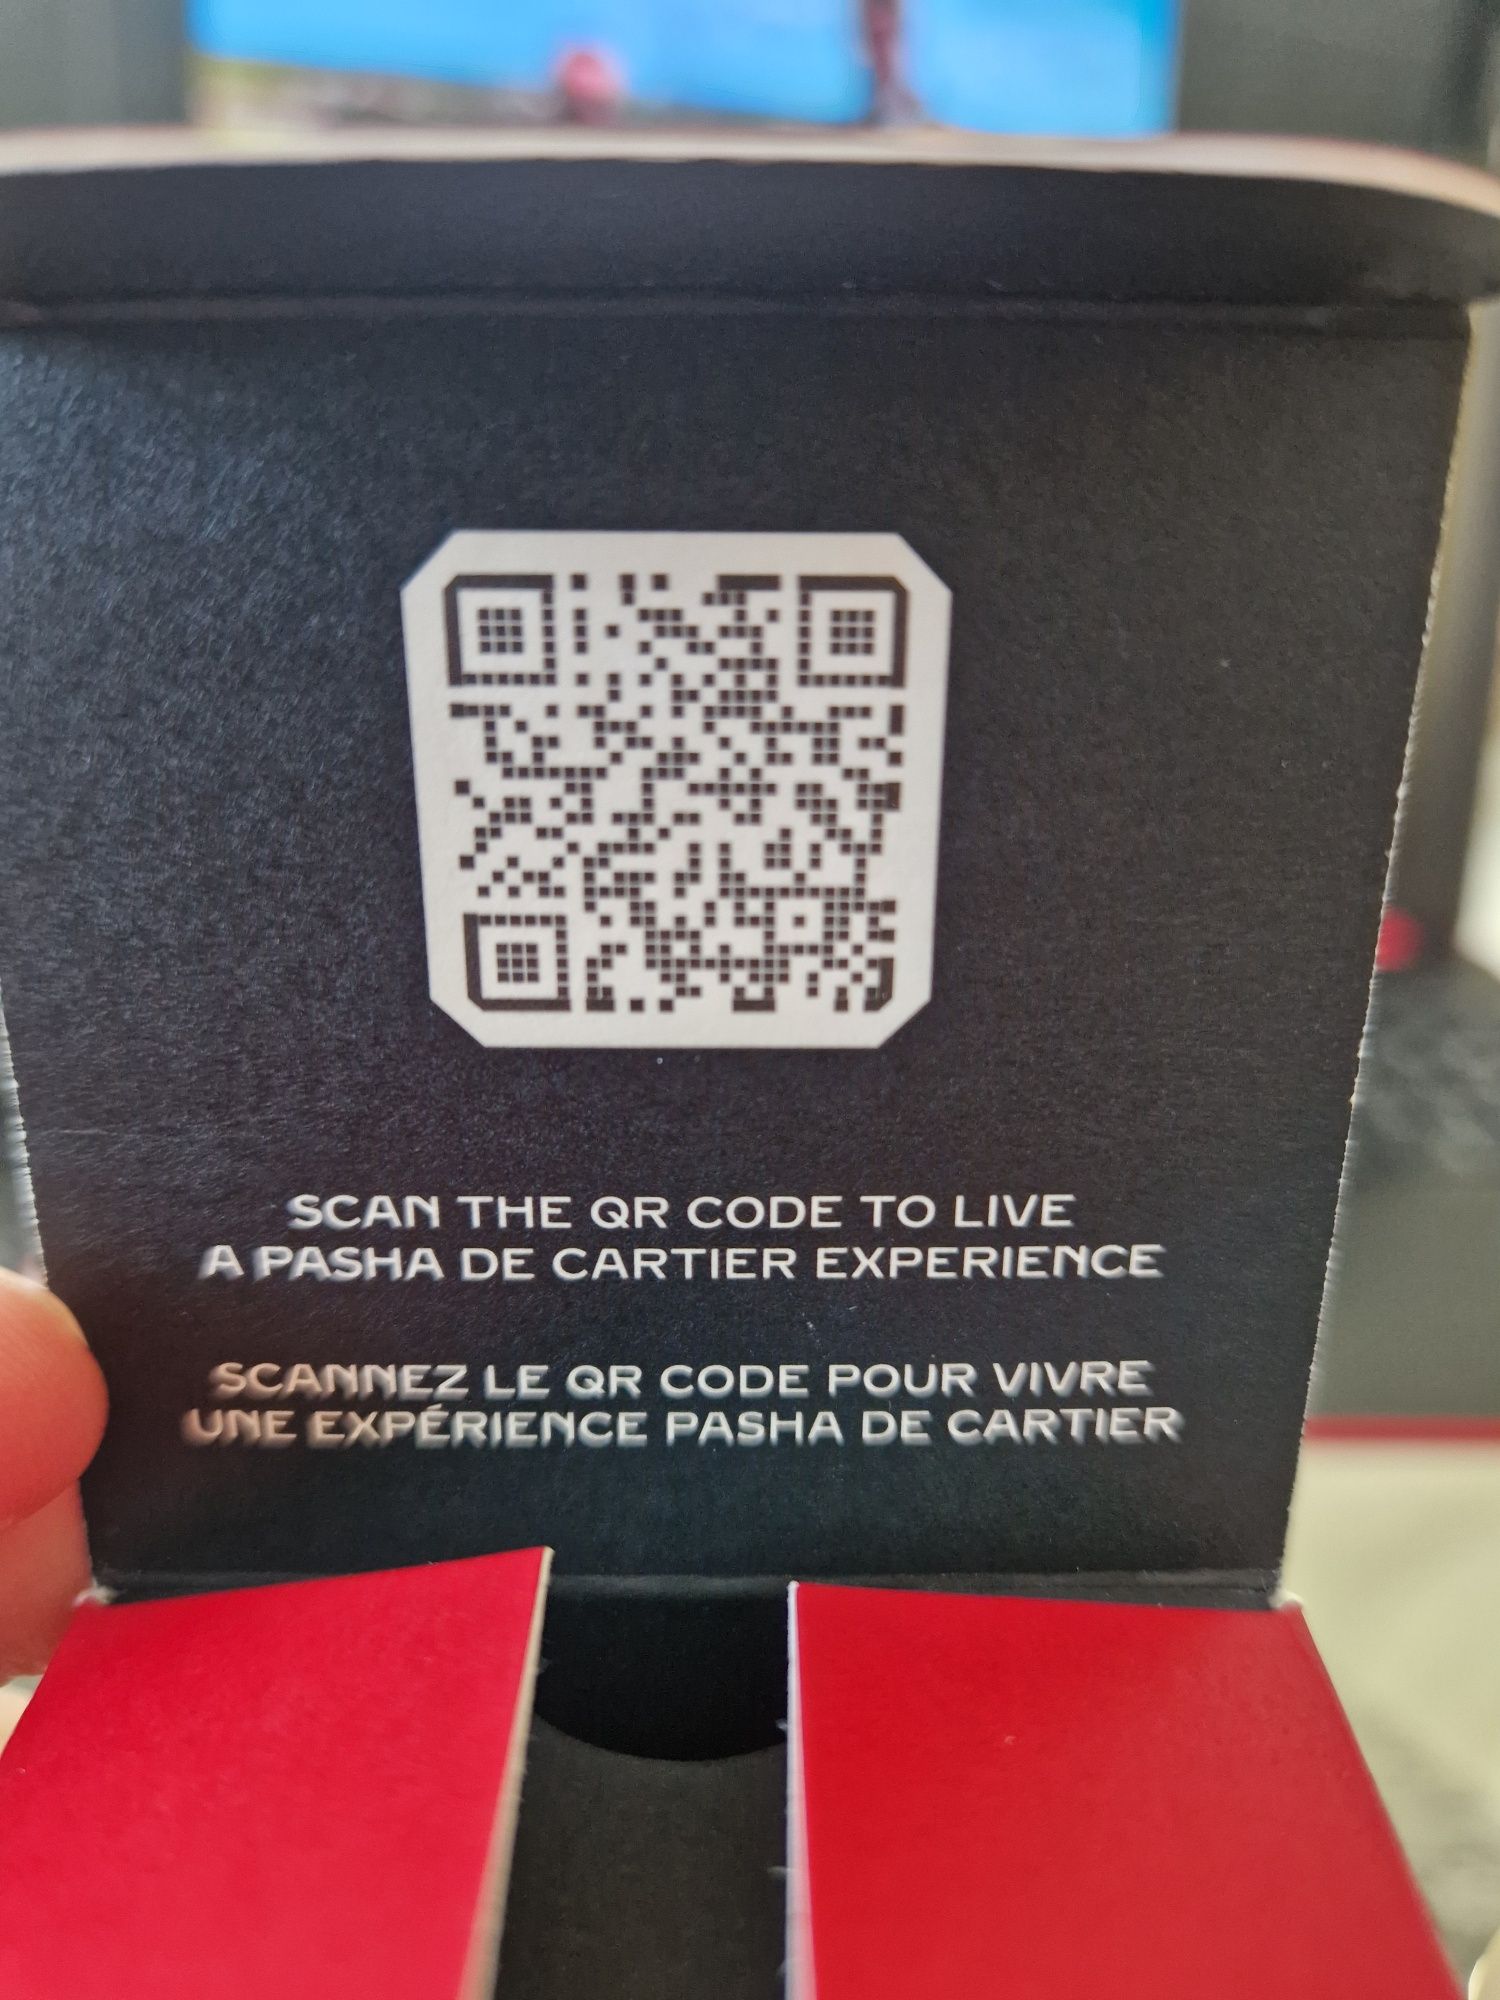 SCAN THE QR CODE TO LIVE
A PASHA DE CARTIER EXPERIENCE
SCANNEZ LE QR CODE POUR VIVRE
UNE EXPÉRIENCE PASHA DE CARTIER